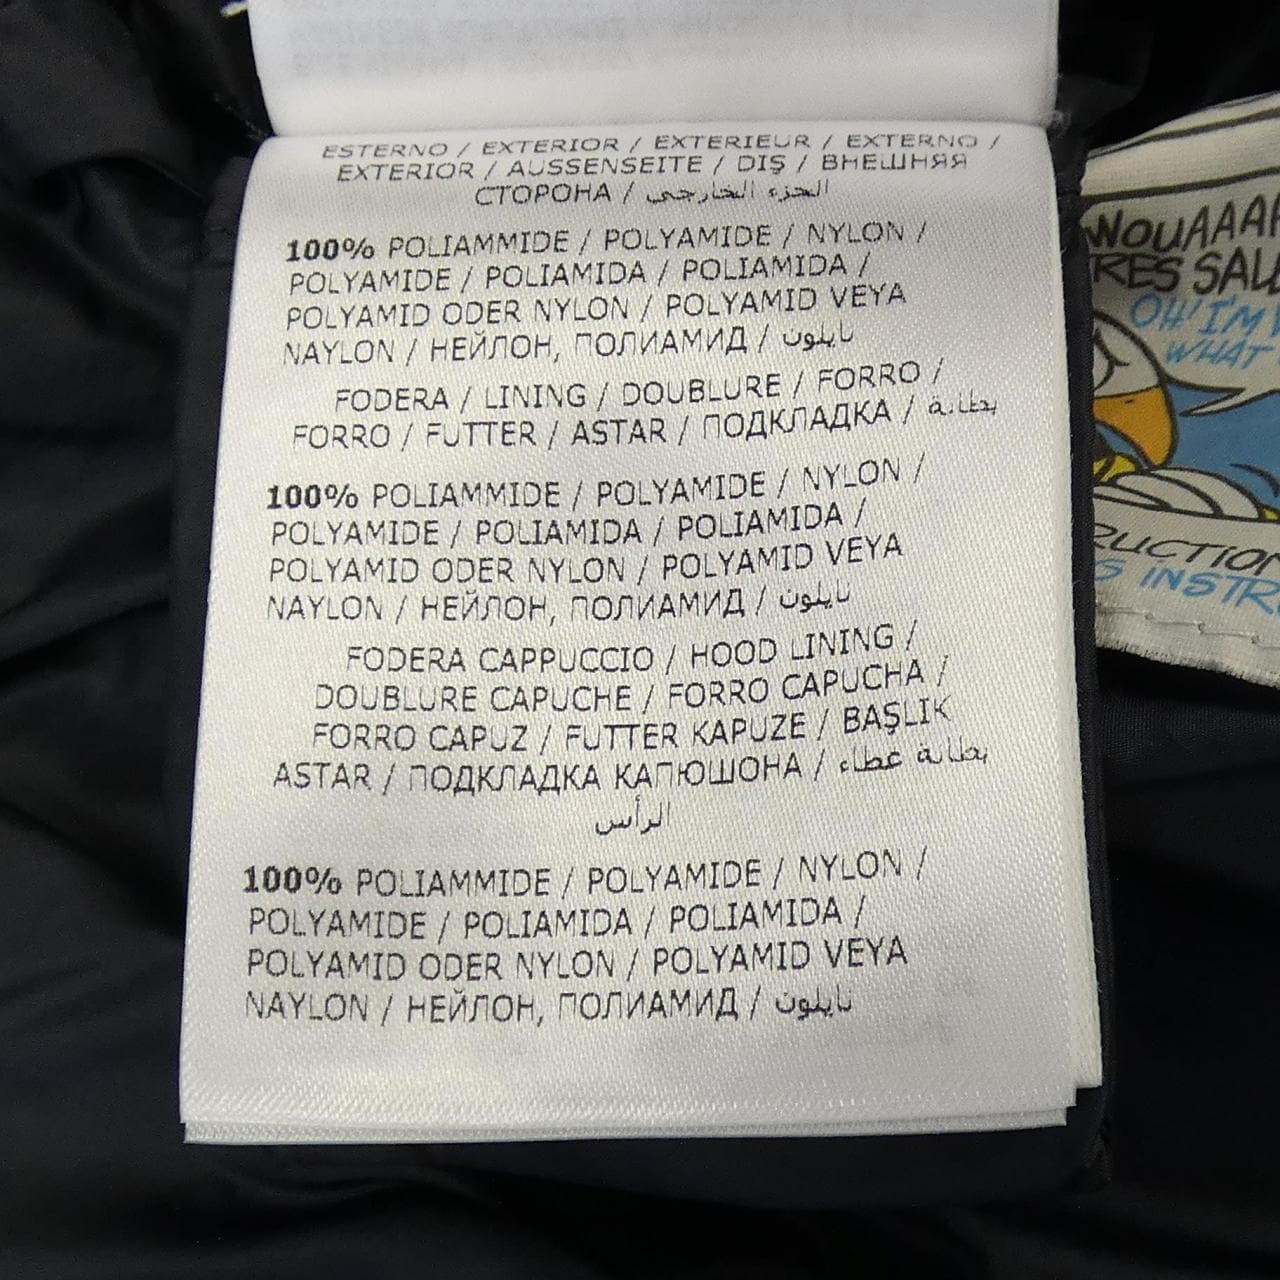 ESTERNO / EXTERIOR / EXTERIEUR / EXTERNO /
EXTERIOR / AUSSENSEITE / DIŞ / ВНЕШНЯЯ
СТОРОНА / الجزء الخارجي
100% POLIAMMIDE / POLYAMIDE / NYLON /
POLYAMIDE / POLIAMIDA / POLIAMIDA /
POLYAMID ODER NYLON / POLYAMID VEYA
NAYLON / НЕЙЛОН, ПОЛИАМИД / نايلون
FODERA / LINING / DOUBLURE / FORRO /
FORRO / FUTTER / ASTAR / ПОДКЛАДКА / بطانة
100% POLIAMMIDE / POLYAMIDE / NYLON /
POLYAMIDE / POLIAMIDA / POLIAMIDA /
POLYAMID ODER NYLON / POLYAMID VEYA
NAYLON / НЕЙЛОН, ПОЛИАМИД / نايلون
FODERA CAPPUCCIO / HOOD LINING /
DOUBLURE CAPUCHE / FORRO CAPUCHA /
FORRO CAPUZ / FUTTER KAPUZE / BAŞLIK
ASTAR / ПОДКЛАДКА КАПЮШОНА / بطانة غطاء
الرأس
100% POLIAMMIDE / POLYAMIDE / NYLON /
POLYAMIDE / POLIAMIDA / POLIAMIDA /
POLYAMID ODER NYLON / POLYAMID VEYA
NAYLON / НЕЙЛОН, ПОЛИАМИД / نايلون
OH! I'M
WHAT